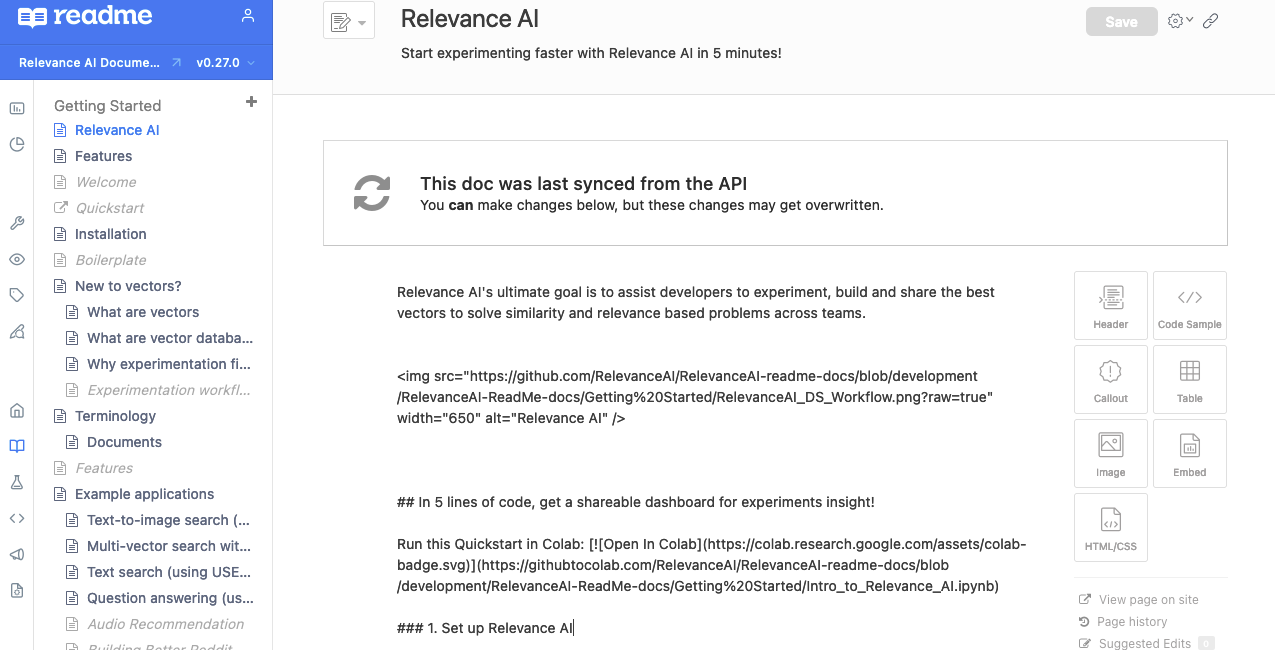 readme
Relevance AI Docume...
v0.27.0
Getting Started
Relevance AI
Features
Welcome
Quickstart
Installation
Boilerplate
New to vectors?
What are vectors
What are vector databa...
Why experimentation fi...
Experimentation workfl...
Terminology
Documents
Features
Example applications
Text-to-image search (...
Multi-vector search wit...
Text search (using USE...
Question answering (us...
Audio Recommendation
Building Better Reddit
Relevance AI
Save
Start experimenting faster with Relevance AI in 5 minutes!
This doc was last synced from the API
You can make changes below, but these changes may get overwritten.
Relevance AI's ultimate goal is to assist developers to experiment, build and share the best
vectors to solve similarity and relevance based problems across teams.
<img src="https://github.com/RelevanceAI/RelevanceAI-readme-docs/blob/development
/RelevanceAI-ReadMe-docs/Getting%20Started/RelevanceAI_DS_Workflow.png?raw=true"
width="650" alt="Relevance AI" />
## In 5 lines of code, get a shareable dashboard for experiments insight!
Run this Quickstart in Colab: [![Open In Colab](https://colab.research.google.com/assets/colab-
badge.svg)](https://githubtocolab.com/RelevanceAI/RelevanceAI-readme-docs/blob
/development/RelevanceAI-ReadMe-docs/Getting%20Started/Intro_to_Relevance_AI.ipynb)
### 1. Set up Relevance AI
Header
Code Sample
Callout
Table
Image
Embed
HTML/CSS
View page on site
Page history
Suggested Edits
0